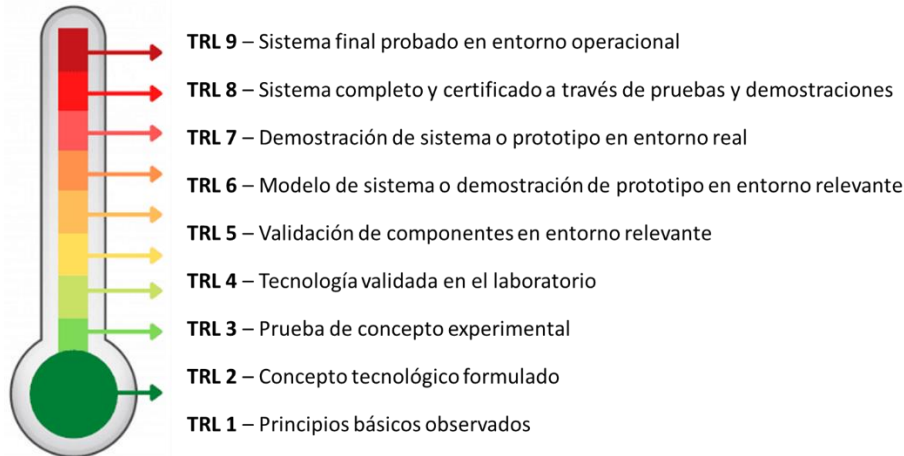 TRL 9 – Sistema final probado en entorno operacional
TRL 8 – Sistema completo y certificado a través de pruebas y demostraciones
TRL 7 – Demostración de sistema o prototipo en entorno real
TRL 6 – Modelo de sistema o demostración de prototipo en entorno relevante
TRL 5 – Validación de componentes en entorno relevante
TRL 4 – Tecnología validada en el laboratorio
TRL 3 – Prueba de concepto experimental
TRL 2 – Concepto tecnológico formulado
TRL 1 – Principios básicos observados